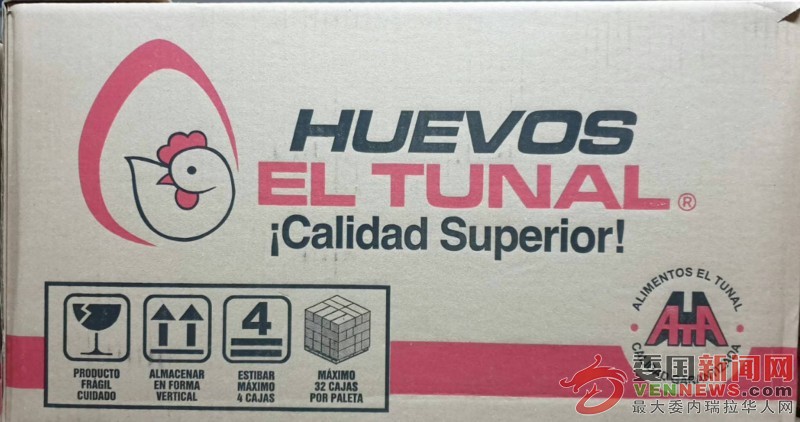 HUEVOS
EL TUNAL®
¡Calidad Superior!
4
PRODUCTO
FRÁGIL
CUIDADO
ALMACENAR
EN FORMA
VERTICAL
ESTIBAR
MÁXIMO
4 CAJAS
MÁXIMO
32 CAJAS
POR PALETA
ALIMENTOS EL TUNAL
委国新闻网
VENNEWS.com
最大委内瑞拉华人网